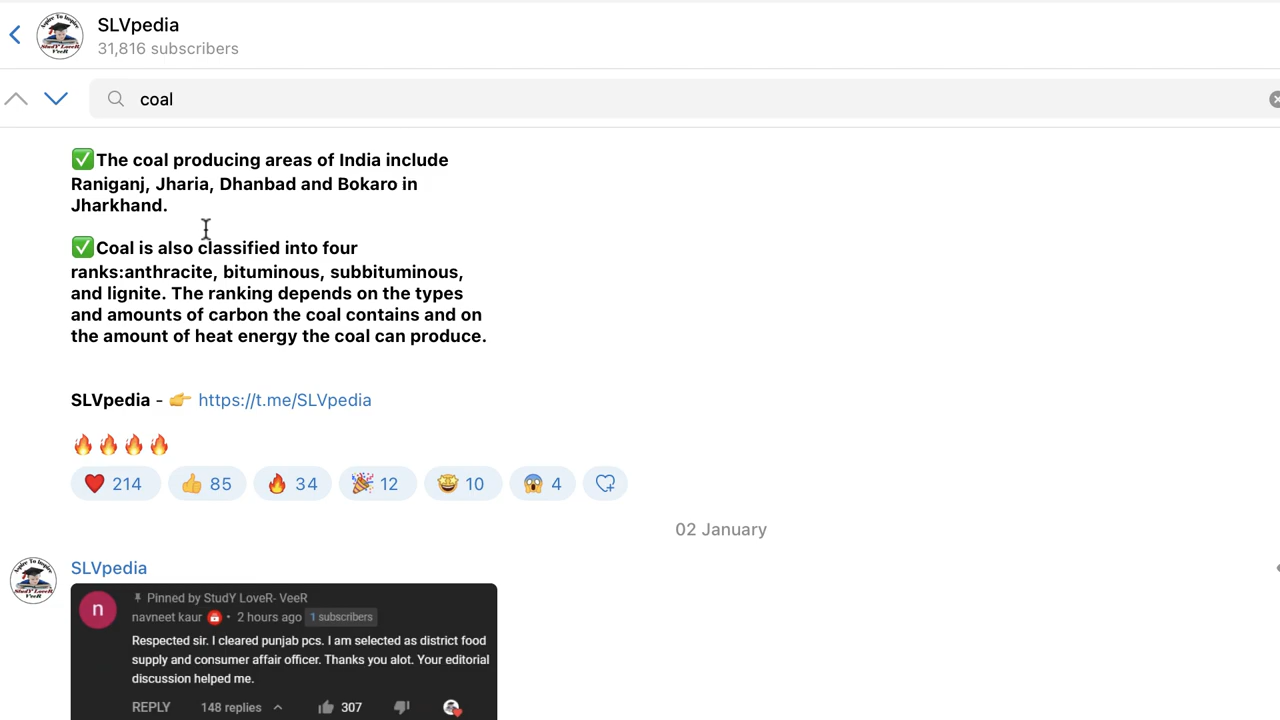 SLVpedia
31,816 subscribers
coal
✅The coal producing areas of India include
Raniganj, Jharia, Dhanbad and Bokaro in
Jharkhand.
✅Coal is also classified into four
ranks:anthracite, bituminous, subbituminous,
and lignite. The ranking depends on the types
and amounts of carbon the coal contains and on
the amount of heat energy the coal can produce.
SLVpedia - 👉 https://t.me/SLVpedia
🔥🔥🔥🔥
❤️ 214 👍 85 🔥 34 🎉 12 🤩 10 😱 4
02 January
SLVpedia
n
Pinned by StudY LoveR- VeeR
navneet kaur • 2 hours ago 1 subscribers
Respected sir. I cleared punjab pcs. I am selected as district food
supply and consumer affair officer. Thanks you alot. Your editorial
discussion helped me.
REPLY 148 replies 307